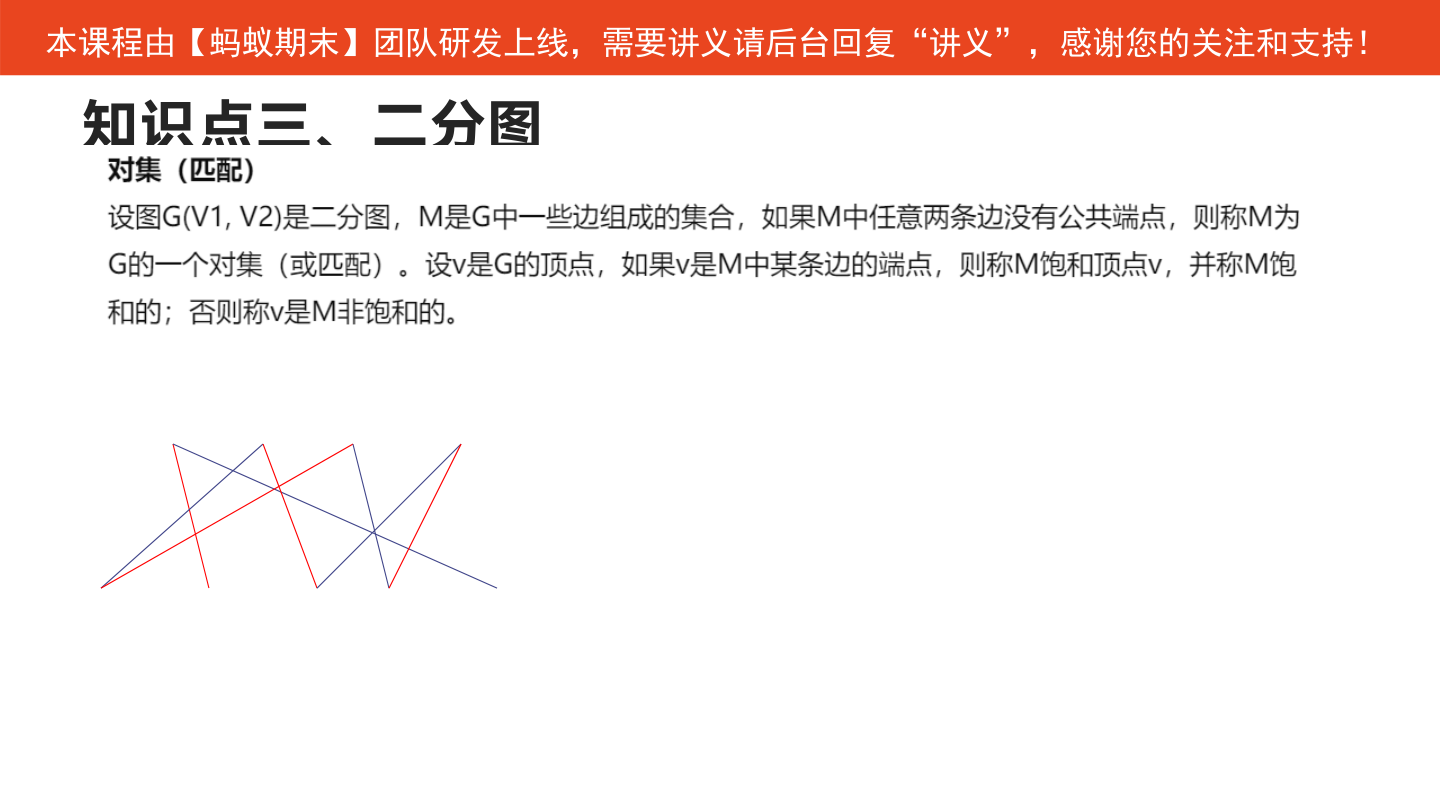 本课程由【蚂蚁期末】团队研发上线，需要讲义请后台回复“讲义”，感谢您的关注和支持！
知识点三、二分图
对集（匹配）
设图G(V1, V2)是二分图，M是G中一些边组成的集合，如果M中任意两条边没有公共端点，则称M为
G的一个对集（或匹配）。设v是G的顶点，如果v是M中某条边的端点，则称M饱和顶点v，并称M饱
和的；否则称v是M非饱和的。